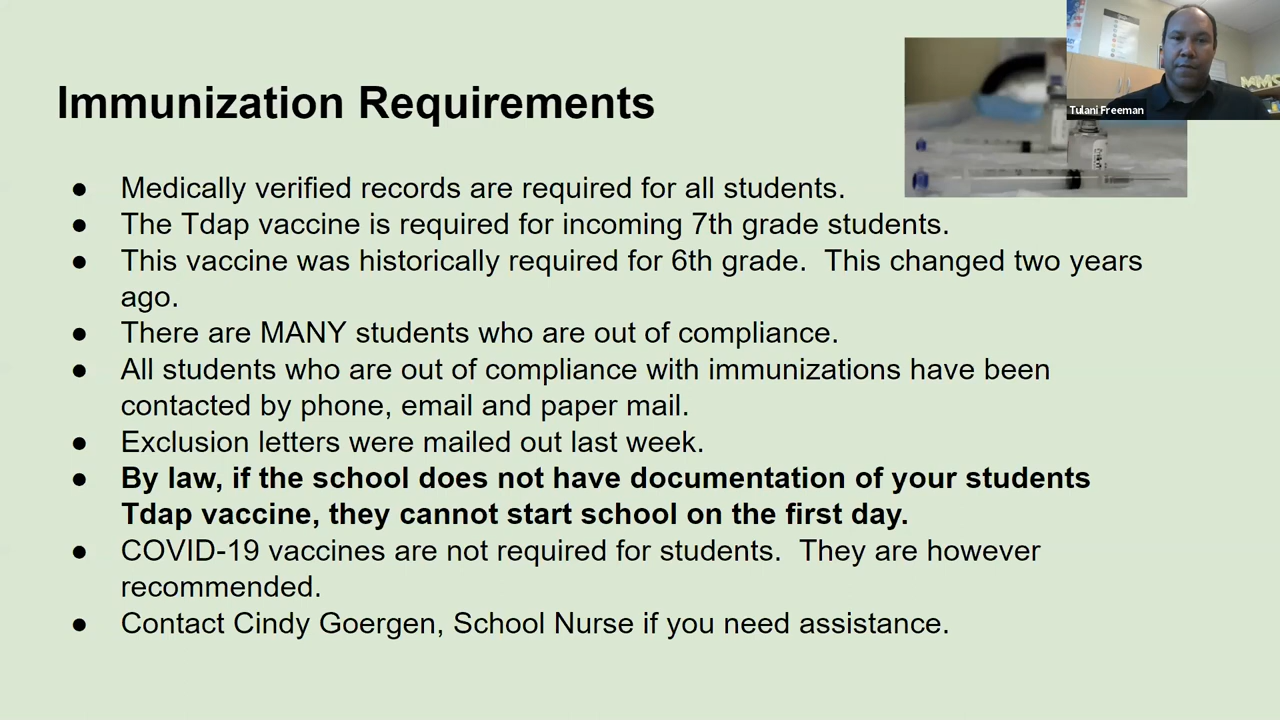 Immunization Requirements
Tulani Freeman
● Medically verified records are required for all students.
● The Tdap vaccine is required for incoming 7th grade students.
● This vaccine was historically required for 6th grade.  This changed two years
ago.
● There are MANY students who are out of compliance.
● All students who are out of compliance with immunizations have been
contacted by phone, email and paper mail.
● Exclusion letters were mailed out last week.
● By law, if the school does not have documentation of your students
Tdap vaccine, they cannot start school on the first day.
● COVID-19 vaccines are not required for students.  They are however
recommended.
● Contact Cindy Goergen, School Nurse if you need assistance.